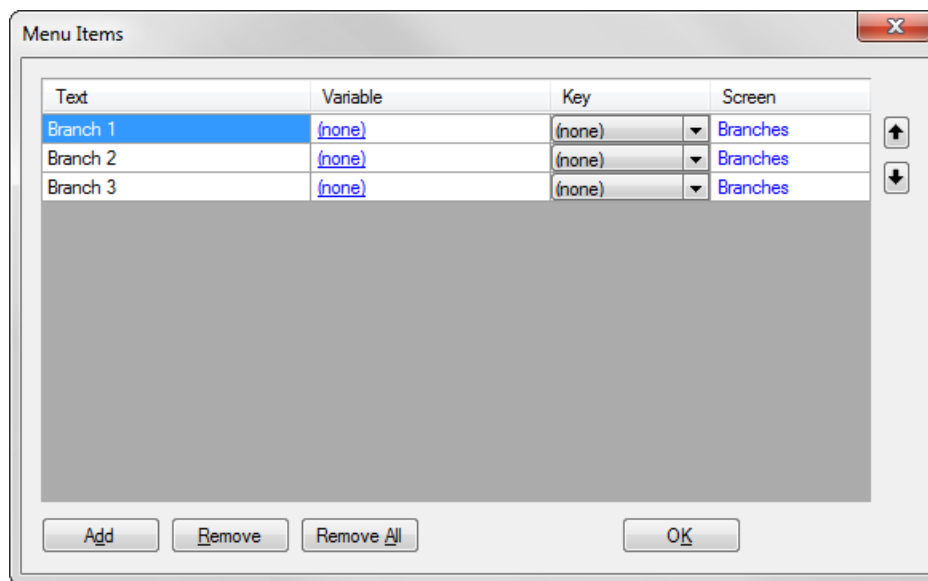 Menu Items
Text Variable Key Screen
Branch 1 (none) (none) Branches
Branch 2 (none) (none) Branches
Branch 3 (none) (none) Branches
Add Remove Remove All OK